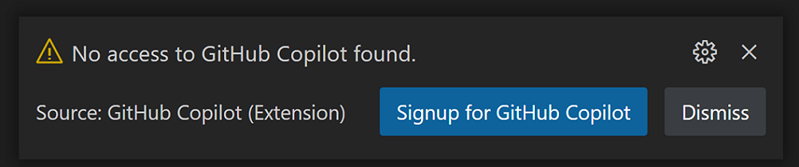 No access to GitHub Copilot found.
Source: GitHub Copilot (Extension) Signup for GitHub Copilot Dismiss